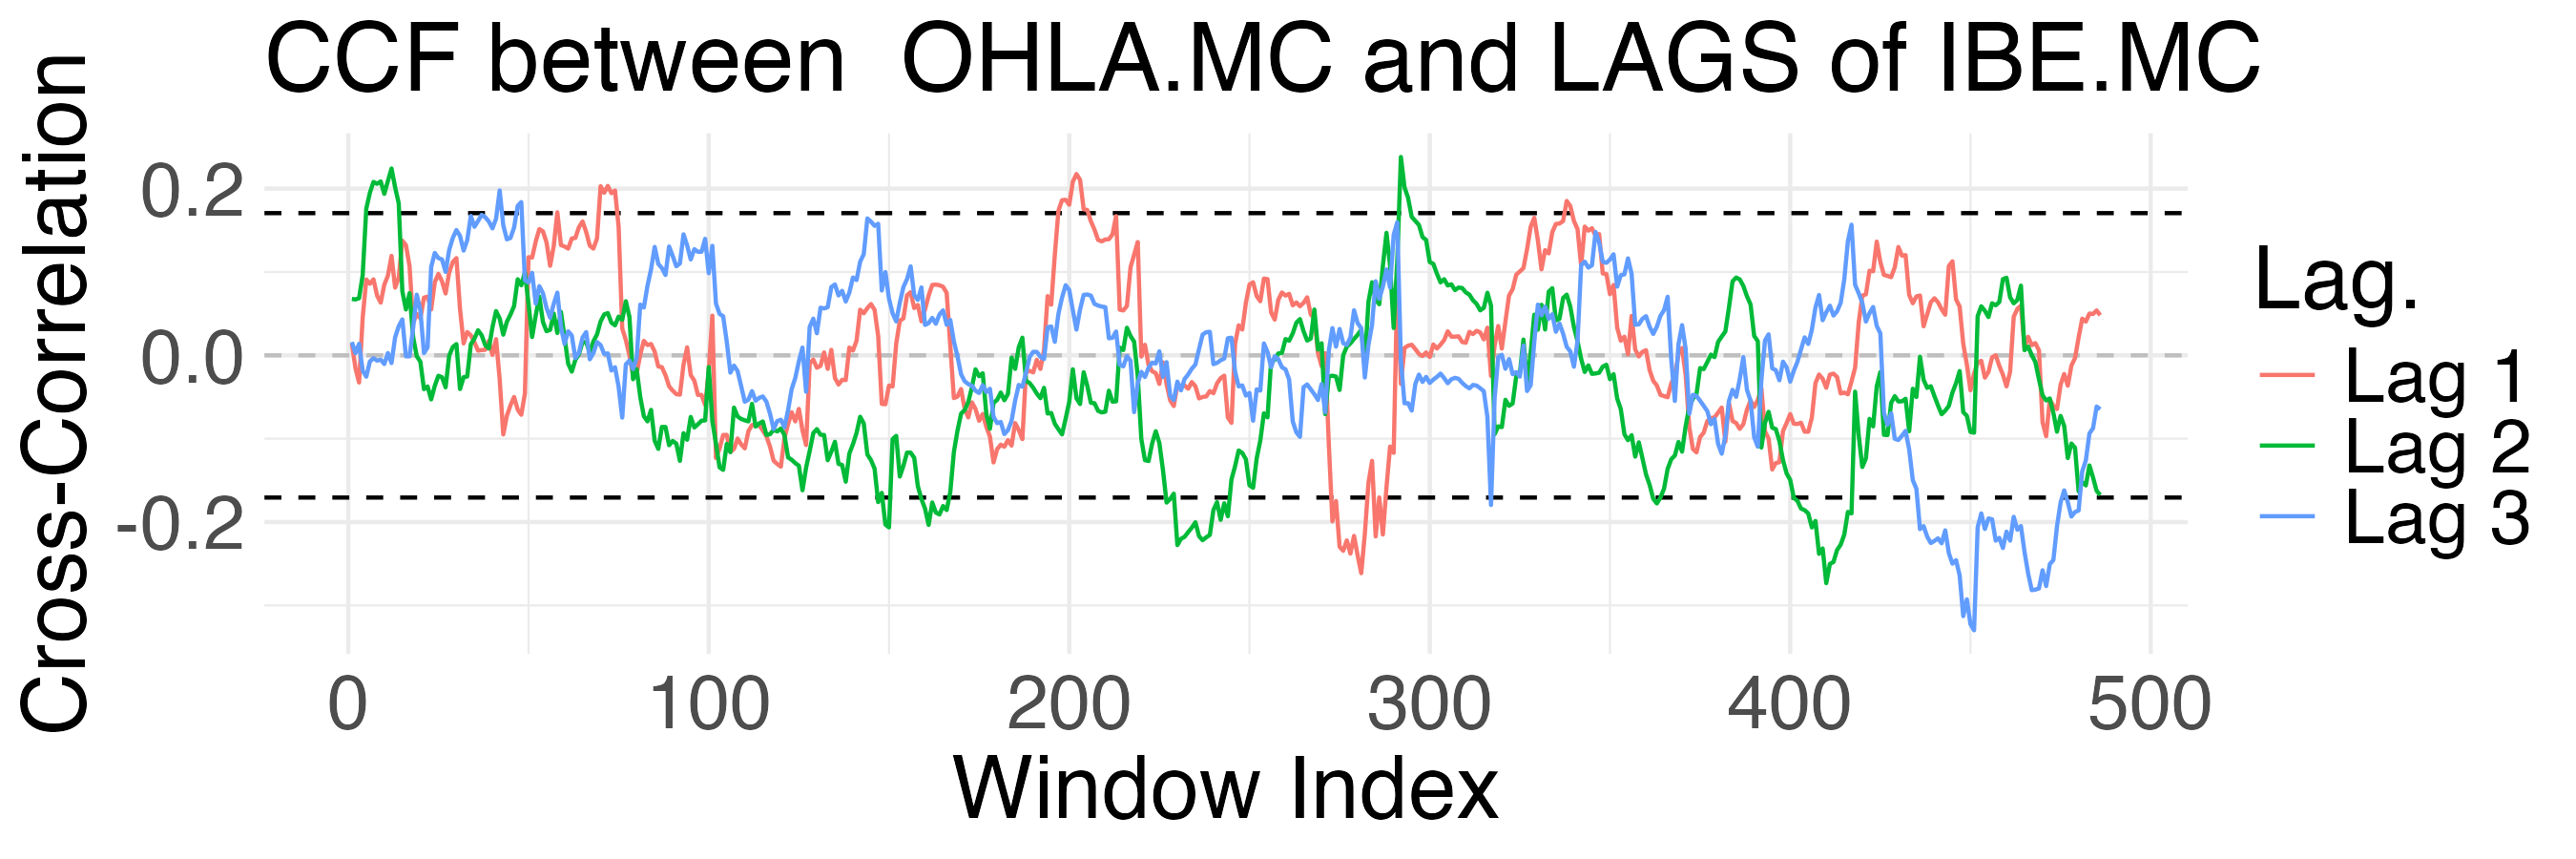 CCF between  OHLA.MC and LAGS of IBE.MC
Cross-Correlation
0.2
0.0
-0.2
0 100 200 300 400 500
Window Index
Lag.
Lag 1
Lag 2
Lag 3